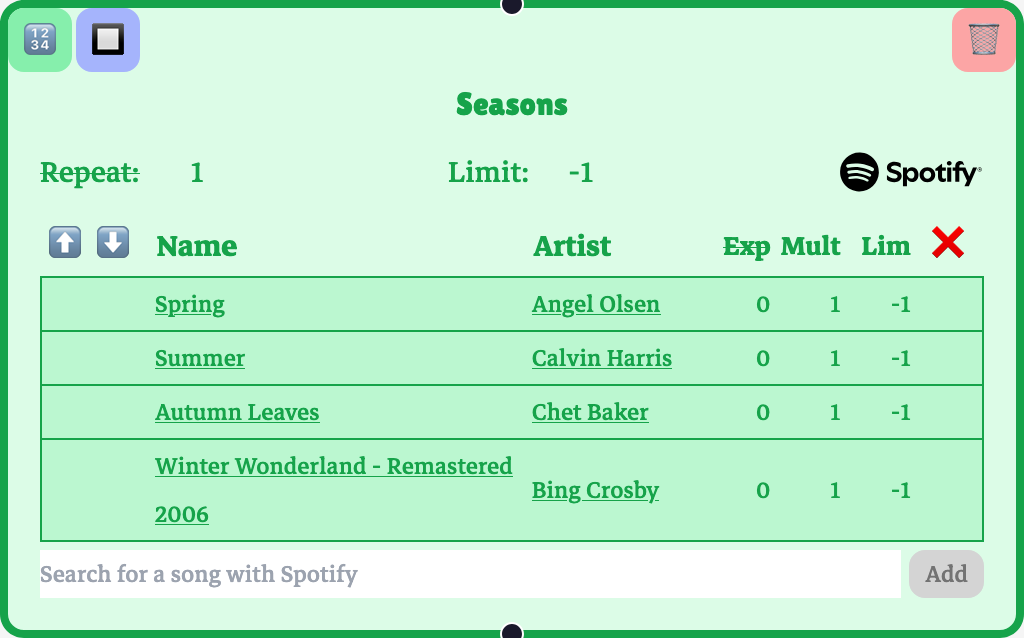 1234
Seasons
Repeat: 1 Limit: -1 Spotify
Name Artist Exp Mult Lim
Spring Angel Olsen 0 1 -1
Summer Calvin Harris 0 1 -1
Autumn Leaves Chet Baker 0 1 -1
Winter Wonderland - Remastered
2006 Bing Crosby 0 1 -1
Search for a song with Spotify Add